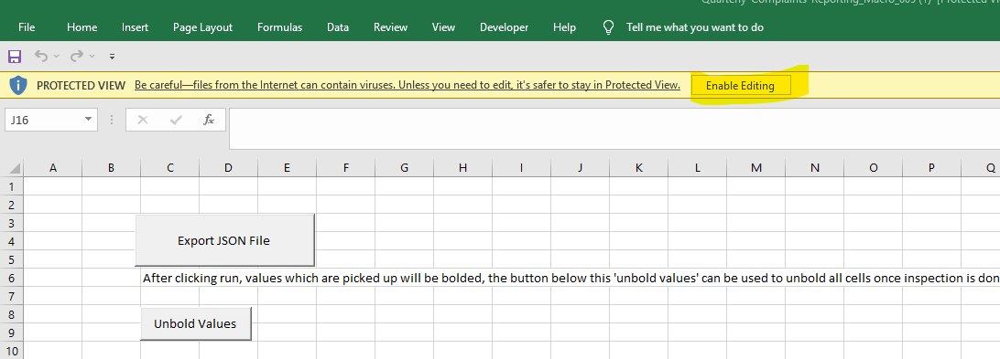 Quarterly Complaints Reporting_Macro_
File Home Insert Page Layout Formulas Data Review View Developer Help Tell me what you want to do
PROTECTED VIEW Be careful—files from the Internet can contain viruses. Unless you need to edit, it's safer to stay in Protected View. Enable Editing
J16 fx
A B C D E F G H I J K L M N O P Q
1
2
3
4 Export JSON File
5
6 After clicking run, values which are picked up will be bolded, the button below this 'unbold values' can be used to unbold all cells once inspection is don
7
8 Unbold Values
9
10